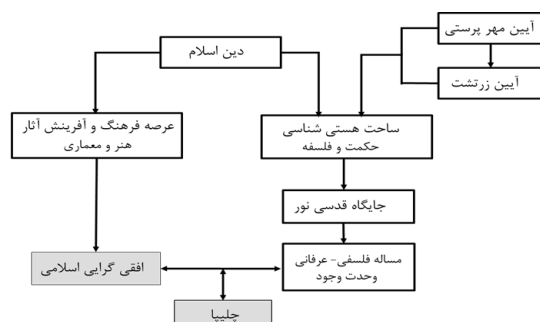 آیین مهر پرستی
دین اسلام
آیین زرتشت
عرصه فرهنگ و آفرینش آثار
هنر و معماری
ساحت هستی شناسی
حکمت و فلسفه
جایگاه قدسی نور
مساله فلسفی- عرفانی
وحدت وجود
افقی گرایی اسلامی
چلیپا